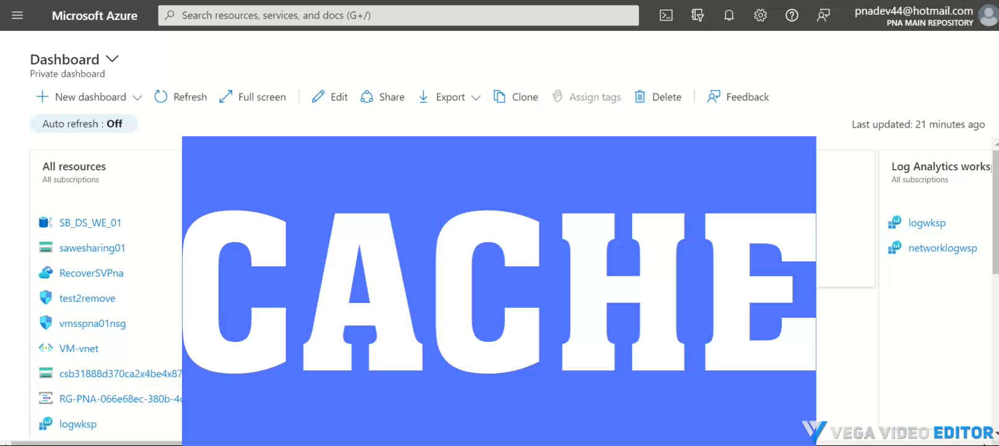 Microsoft Azure
Search resources, services, and docs (G+/)
pnadev44@hotmail.com
PNA MAIN REPOSITORY
Dashboard
Private dashboard
New dashboard
Refresh
Full screen
Edit
Share
Export
Clone
Assign tags
Delete
Feedback
Auto refresh : Off
Last updated: 21 minutes ago
All resources
All subscriptions
SB_DS_WE_01
sawesharing01
RecoverSVPna
test2remove
vmsspna01nsg
VM-vnet
csb31888d370ca2x4be4x87
RG-PNA-066e68ec-380b-4c
logwksp
CACHE
Log Analytics works
All subscriptions
logwksp
networklogwsp
VEGA VIDEO EDITOR